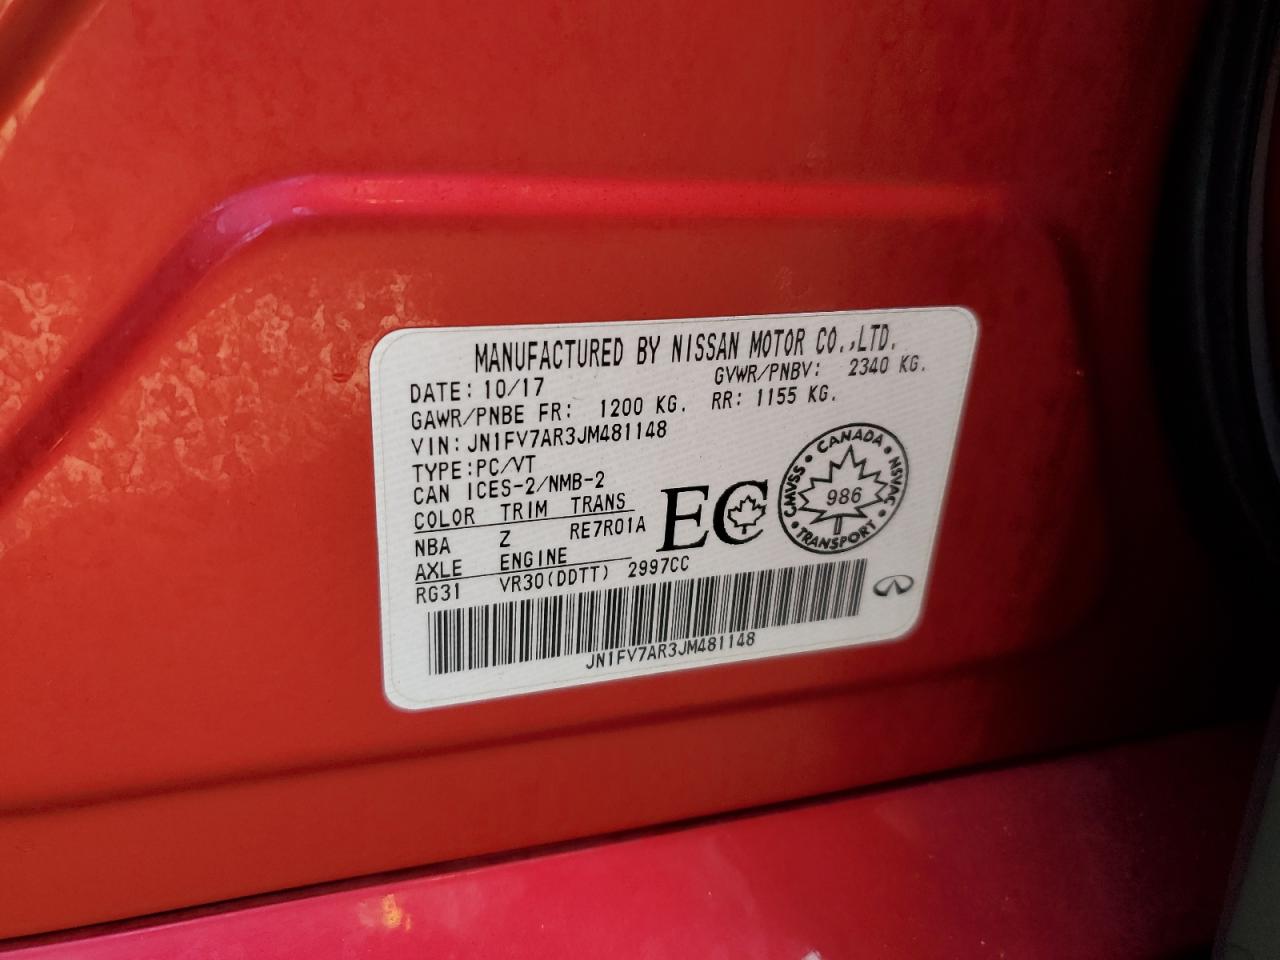 MANUFACTURED BY NISSAN MOTOR CO.,LTD.
DATE: 10/17 GVWR/PNBV: 2340 KG.
GAWR/PNBE FR: 1200 KG. RR: 1155 KG.
VIN: JN1FV7AR3JM481148
TYPE: PC/VT
CAN ICES-2/NMB-2
COLOR TRIM TRANS
NBA Z RE7R01A
AXLE ENGINE
RG31 VR30(DDTT) 2997CC
EC
CANADA
CMVSS NSVAC
986
TRANSPORT
JN1FV7AR3JM481148